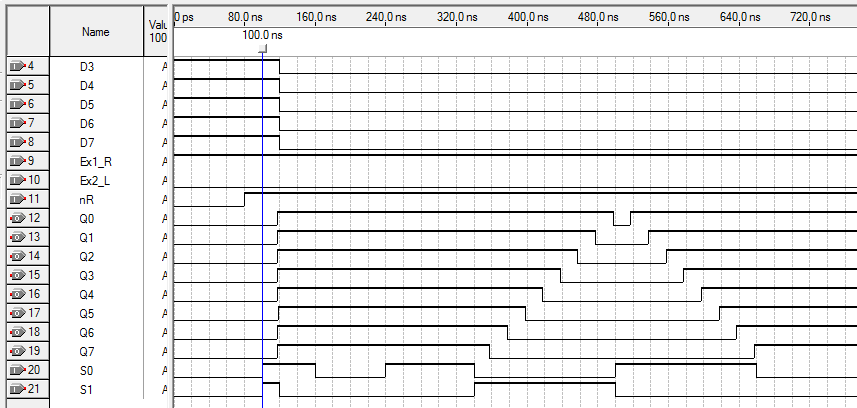 Name
Valu
100
0 ps 80.0 ns 160.0 ns 240.0 ns 320.0 ns 400.0 ns 480.0 ns 560.0 ns 640.0 ns 720.0 ns
100.0 ns
4 D3 A
5 D4 A
6 D5 A
7 D6 A
8 D7 A
9 Ex1_R A
10 Ex2_L A
11 nR A
12 Q0 A
13 Q1 A
14 Q2 A
15 Q3 A
16 Q4 A
17 Q5 A
18 Q6 A
19 Q7 A
20 S0 A
21 S1 A